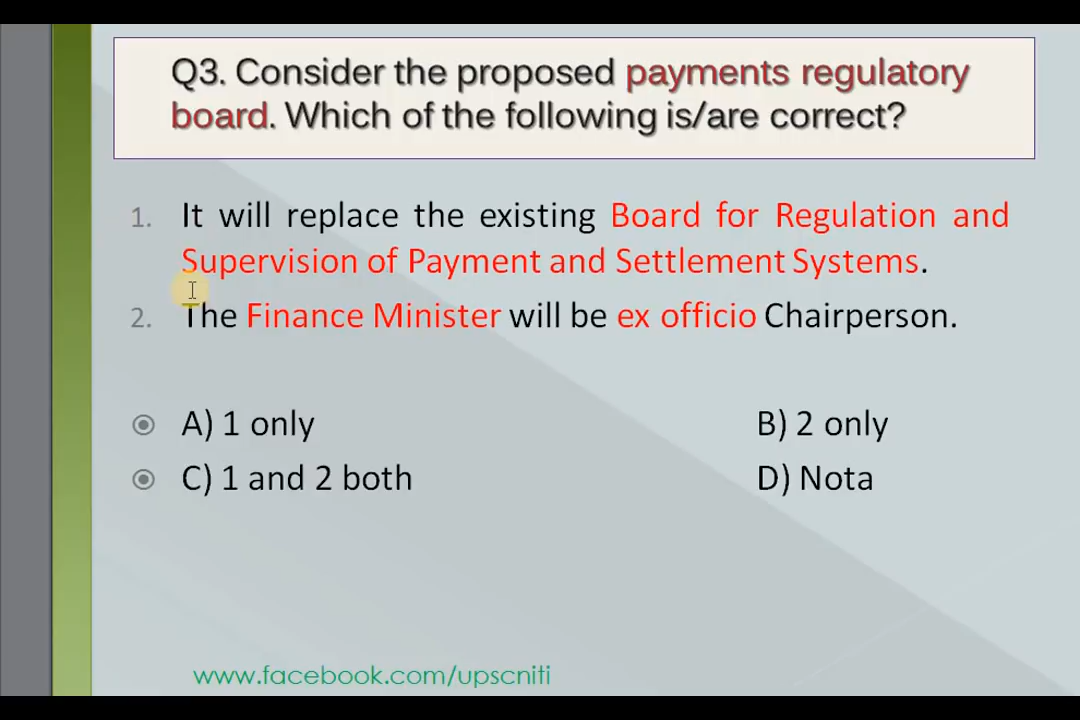 Q3. Consider the proposed payments regulatory
board. Which of the following is/are correct?
1. It will replace the existing Board for Regulation and
Supervision of Payment and Settlement Systems.
2. The Finance Minister will be ex officio Chairperson.
A) 1 only B) 2 only
C) 1 and 2 both D) Nota
www.facebook.com/upscniti